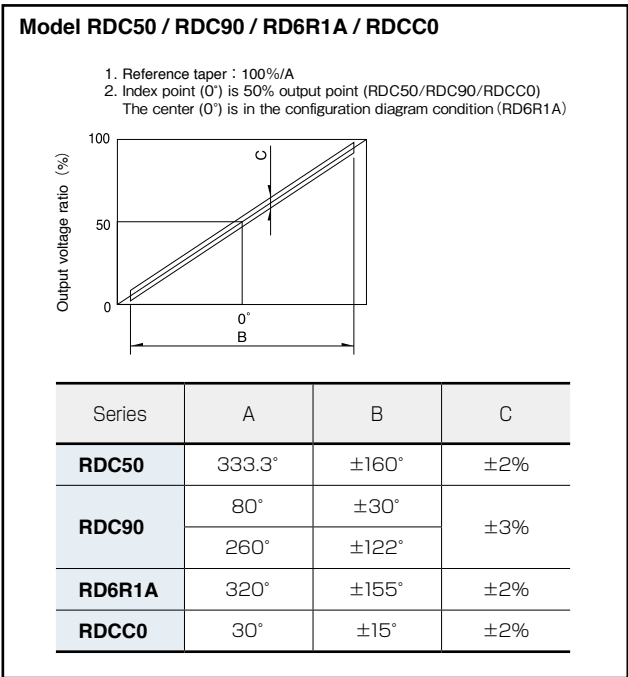 Model RDC50 / RDC90 / RD6R1A / RDCC0
1. Reference taper : 100%/A
2. Index point (0°) is 50% output point (RDC50/RDC90/RDCC0)
The center (0°) is in the configuration diagram condition (RD6R1A)
Output voltage ratio (%)
100
50
0
C
0°
B
Series A B C
RDC50 333.3° ±160° ±2%
RDC90 80° ±30° ±3%
260° ±122°
RD6R1A 320° ±155° ±2%
RDCC0 30° ±15° ±2%